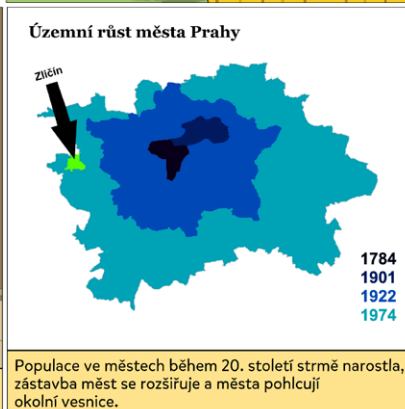 Územní růst města Prahy
Zličín
1784
1901
1922
1974
Populace ve městech během 20. století strmě narostla,
zástavba měst se rozšiřuje a města pohlcují
okolní vesnice.